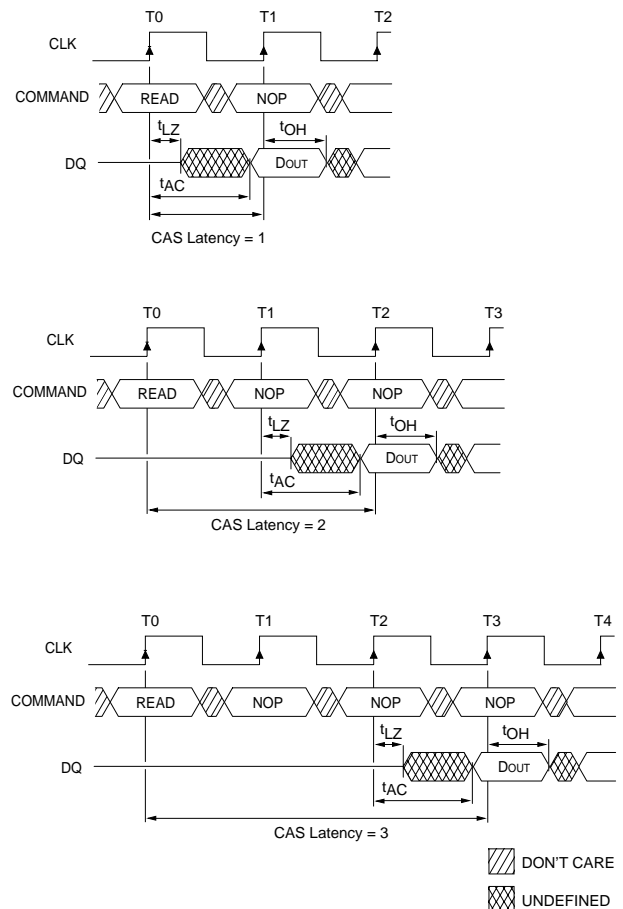 T0 T1 T2
CLK
COMMAND READ NOP
tLZ tOH
DQ DOUT
tAC
CAS Latency = 1
T0 T1 T2 T3
CLK
COMMAND READ NOP NOP
tLZ tOH
DQ DOUT
tAC
CAS Latency = 2
T0 T1 T2 T3 T4
CLK
COMMAND READ NOP NOP NOP
tLZ tOH
DQ DOUT
tAC
CAS Latency = 3
DON'T CARE
UNDEFINED